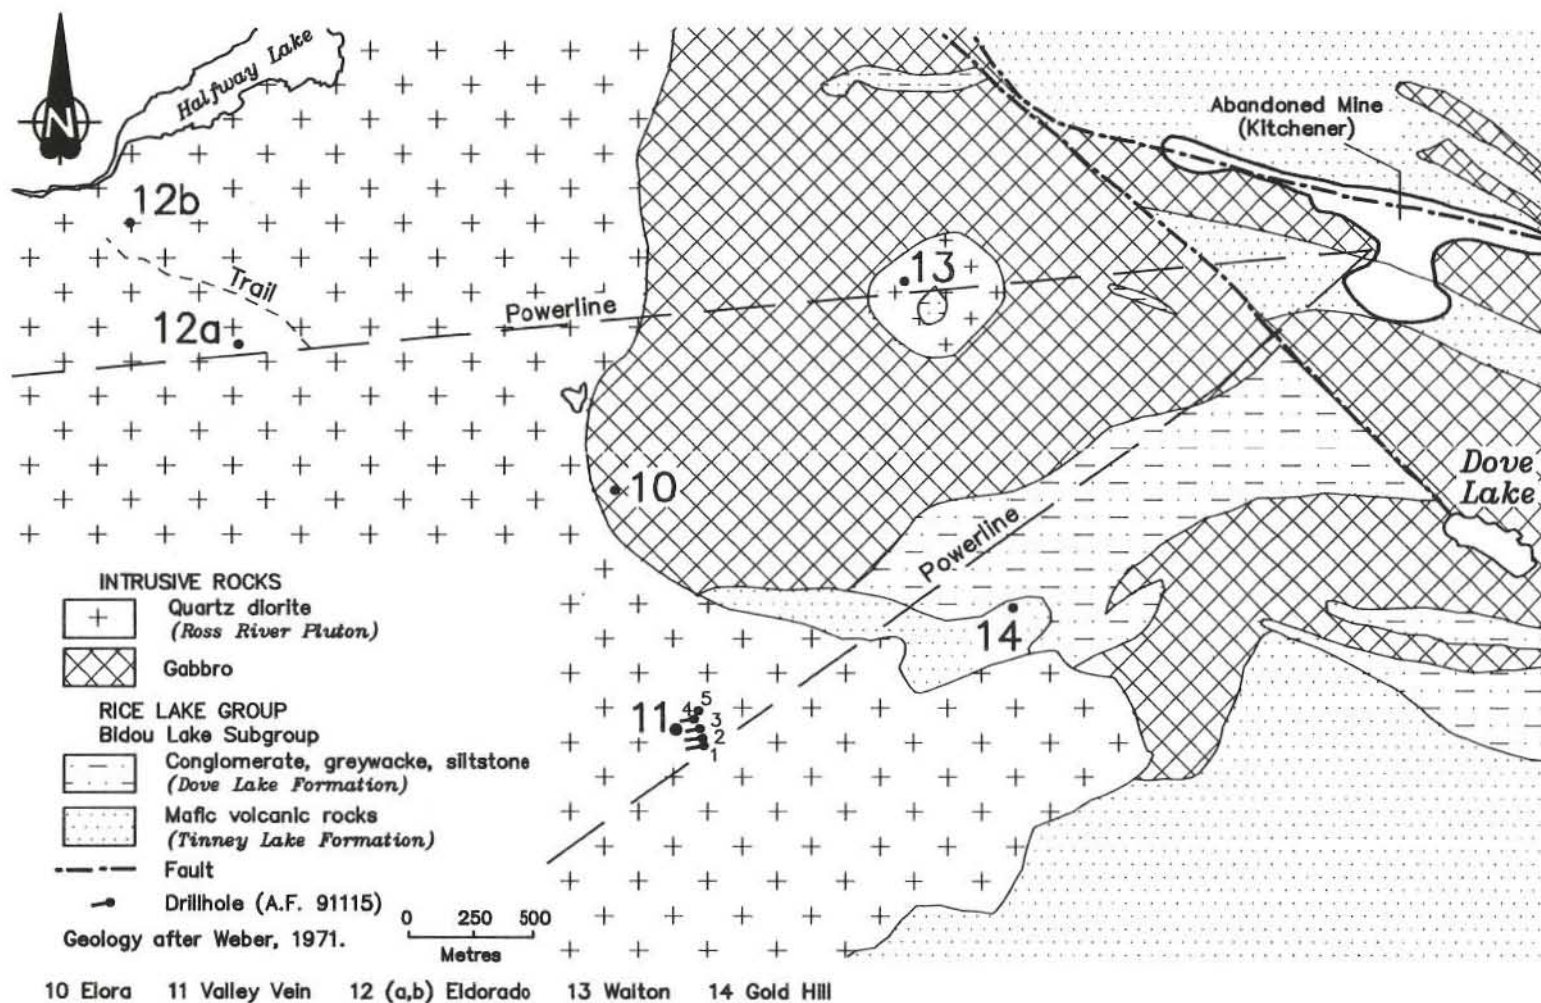 Halfway Lake
N
Abandoned Mine
(Kitchener)
12b
Trail
13
Powerline
12a
10
Dove
Lake
Powerline
14
11
4 5
3
2
1
INTRUSIVE ROCKS
Quartz diorite
(Ross River Pluton)
Gabbro
RICE LAKE GROUP
Bidou Lake Subgroup
Conglomerate, greywacke, siltstone
(Dove Lake Formation)
Mafic volcanic rocks
(Tinney Lake Formation)
Fault
Drillhole (A.F. 91115)
0 250 500
Metres
Geology after Weber, 1971.
10 Elora 11 Valley Vein 12 (a,b) Eldorado 13 Walton 14 Gold Hill